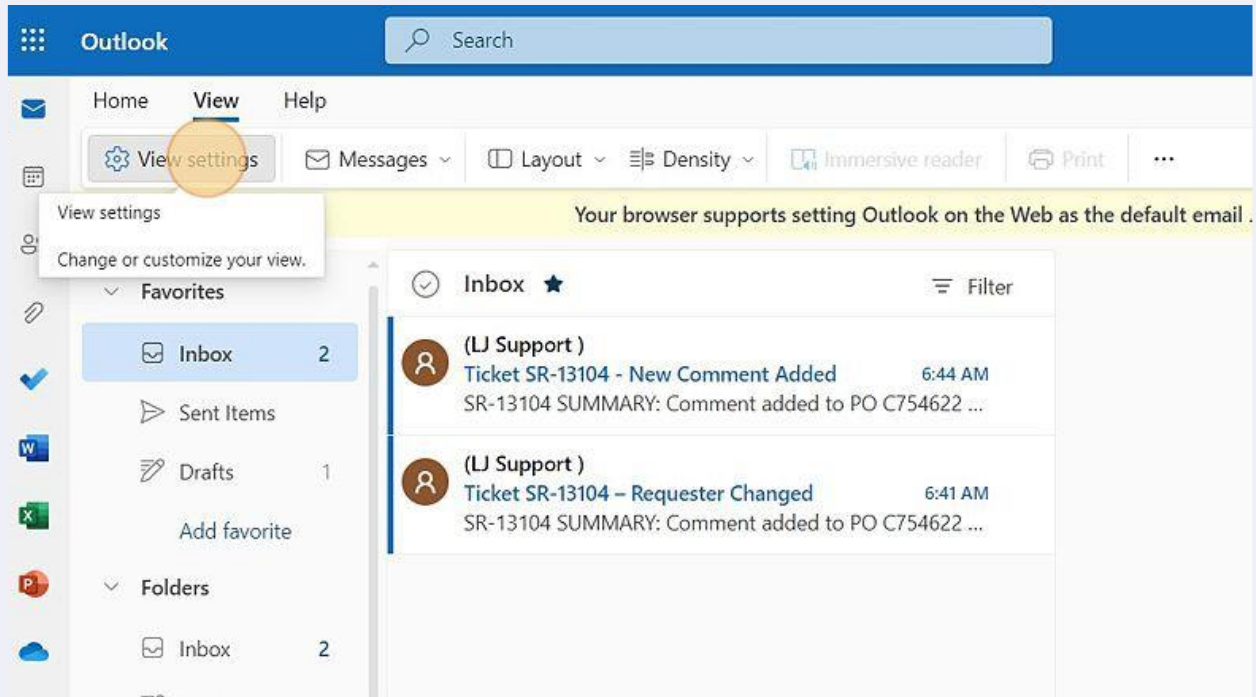 Outlook
Search
Home View Help
View settings Messages Layout Density Immersive reader Print ...
View settings
Change or customize your view.
Your browser supports setting Outlook on the Web as the default email .
Favorites
Inbox 2
Sent Items
Drafts 1
Add favorite
Folders
Inbox 2
Inbox
Filter
(LJ Support )
Ticket SR-13104 - New Comment Added 6:44 AM
SR-13104 SUMMARY: Comment added to PO C754622 ...
(LJ Support )
Ticket SR-13104 – Requester Changed 6:41 AM
SR-13104 SUMMARY: Comment added to PO C754622 ...
W
X
P